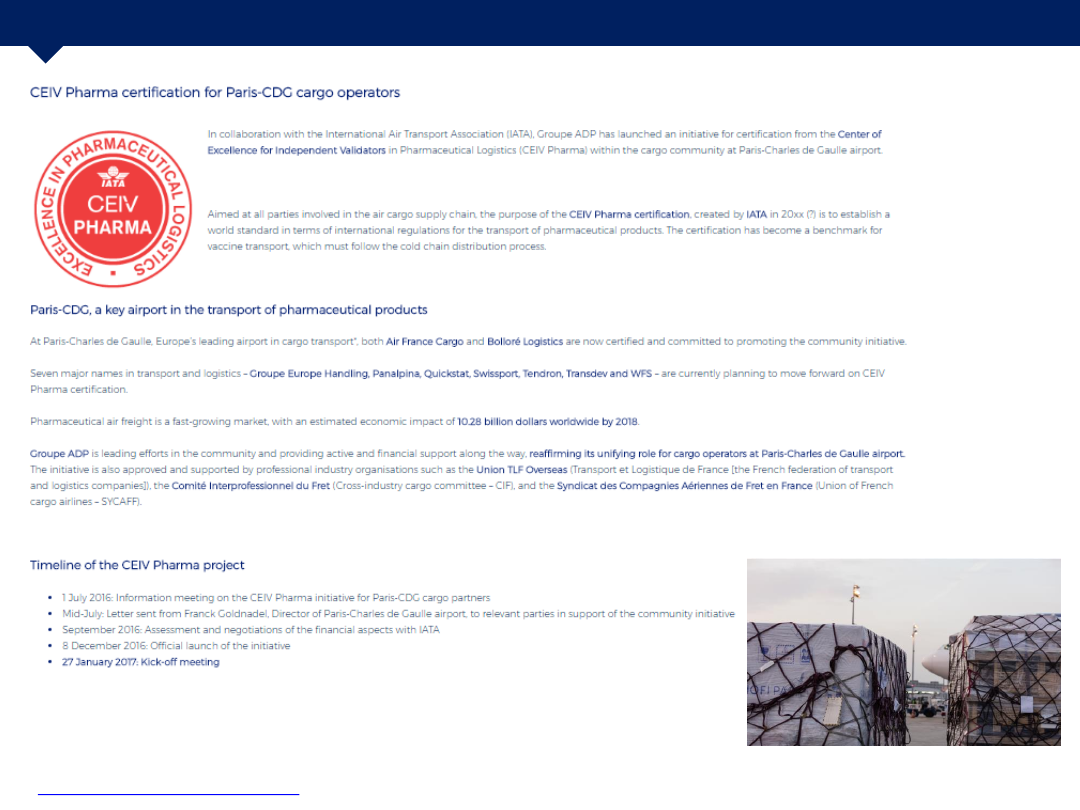 CEIV Pharma certification for Paris-CDG cargo operators
EXCELLENCE IN PHARMACEUTICAL LOGISTICS
IATA
CEIV
PHARMA
In collaboration with the International Air Transport Association (IATA), Groupe ADP has launched an initiative for certification from the Center of
Excellence for Independent Validators in Pharmaceutical Logistics (CEIV Pharma) within the cargo community at Paris-Charles de Gaulle airport.
Aimed at all parties involved in the air cargo supply chain, the purpose of the CEIV Pharma certification, created by IATA in 20xx (?) is to establish a
world standard in terms of international regulations for the transport of pharmaceutical products. The certification has become a benchmark for
vaccine transport, which must follow the cold chain distribution process.
Paris-CDG, a key airport in the transport of pharmaceutical products
At Paris-Charles de Gaulle, Europe's leading airport in cargo transport*, both Air France Cargo and Bolloré Logistics are now certified and committed to promoting the community initiative.
Seven major names in transport and logistics – Groupe Europe Handling, Panalpina, Quickstat, Swissport, Tendron, Transdev and WFS – are currently planning to move forward on CEIV
Pharma certification.
Pharmaceutical air freight is a fast-growing market, with an estimated economic impact of 10.28 billion dollars worldwide by 2018.
Groupe ADP is leading efforts in the community and providing active and financial support along the way, reaffirming its unifying role for cargo operators at Paris-Charles de Gaulle airport.
The initiative is also approved and supported by professional industry organisations such as the Union TLF Overseas (Transport et Logistique de France [the French federation of transport
and logistics companies]), the Comité Interprofessionnel du Fret (Cross-industry cargo committee – CIF), and the Syndicat des Compagnies Aériennes de Fret en France (Union of French
cargo airlines – SYCAFF).
Timeline of the CEIV Pharma project
• 1 July 2016: Information meeting on the CEIV Pharma initiative for Paris-CDG cargo partners
• Mid-July: Letter sent from Franck Goldnadel, Director of Paris-Charles de Gaulle airport, to relevant parties in support of the community initiative
• September 2016: Assessment and negotiations of the financial aspects with IATA
• 8 December 2016: Official launch of the initiative
• 27 January 2017: Kick-off meeting